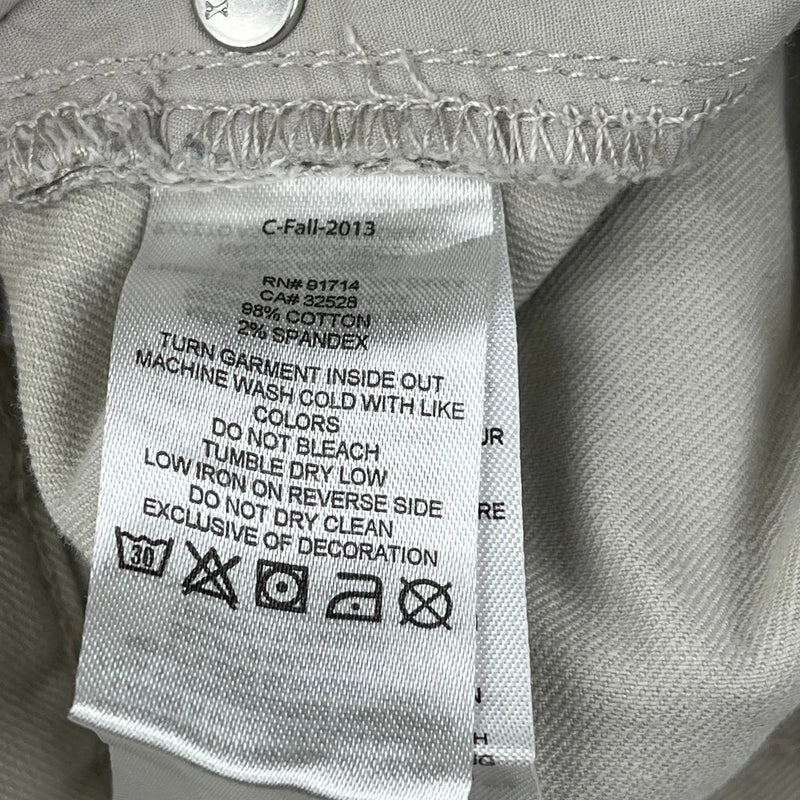 C-Fall-2013
RN# 91714
CA# 32528
98% COTTON
2% SPANDEX
TURN GARMENT INSIDE OUT
MACHINE WASH COLD WITH LIKE
COLORS
DO NOT BLEACH
TUMBLE DRY LOW
LOW IRON ON REVERSE SIDE
DO NOT DRY CLEAN
EXCLUSIVE OF DECORATION
30